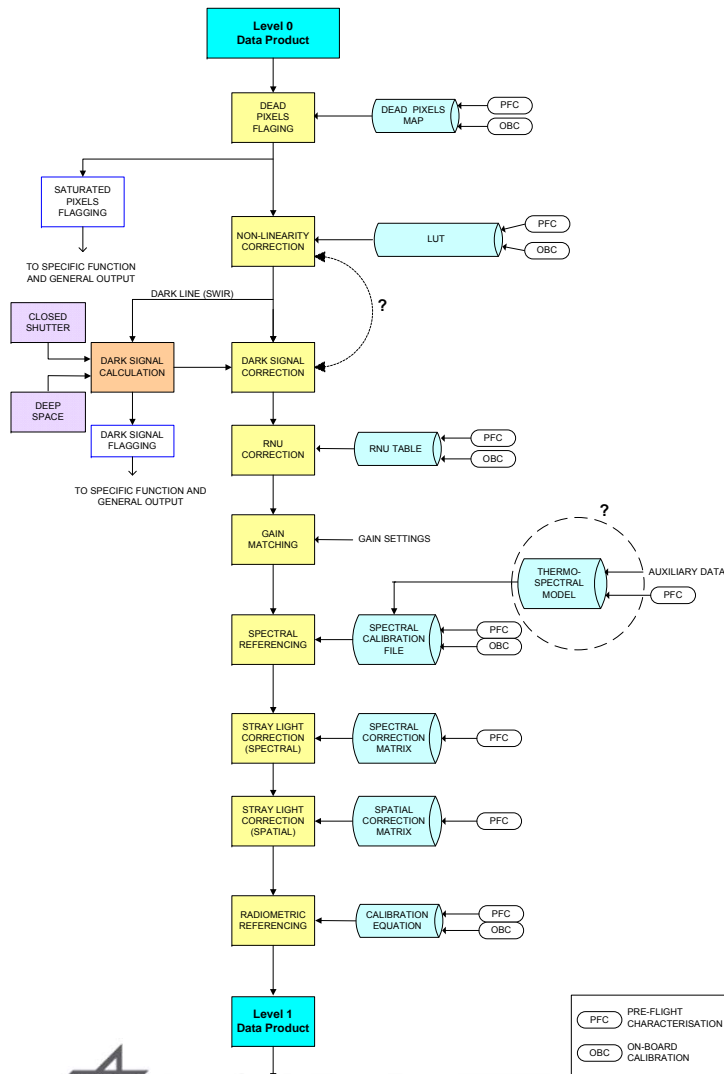 Level 0
Data Product
DEAD
PIXELS
FLAGING
DEAD PIXELS
MAP
PFC
OBC
SATURATED
PIXELS
FLAGGING
TO SPECIFIC FUNCTION
AND GENERAL OUTPUT
NON-LINEARITY
CORRECTION
LUT
PFC
OBC
DARK LINE (SWIR)
?
CLOSED
SHUTTER
DARK SIGNAL
CALCULATION
DARK SIGNAL
CORRECTION
DEEP
SPACE
DARK SIGNAL
FLAGGING
TO SPECIFIC FUNCTION AND
GENERAL OUTPUT
RNU
CORRECTION
RNU TABLE
PFC
OBC
GAIN
MATCHING
GAIN SETTINGS
?
THERMO-
SPECTRAL
MODEL
AUXILIARY DATA
PFC
SPECTRAL
REFERENCING
SPECTRAL
CALIBRATION
FILE
PFC
OBC
STRAY LIGHT
CORRECTION
(SPECTRAL)
SPECTRAL
CORRECTION
MATRIX
PFC
STRAY LIGHT
CORRECTION
(SPATIAL)
SPATIAL
CORRECTION
MATRIX
PFC
RADIOMETRIC
REFERENCING
CALIBRATION
EQUATION
PFC
OBC
Level 1
Data Product
PFC
PRE-FLIGHT
CHARACTERISATION
OBC
ON-BOARD
CALIBRATION